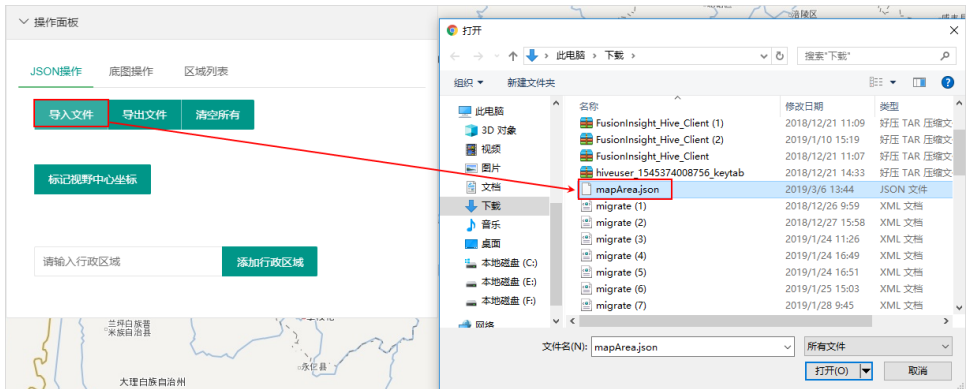 操作面板
JSON操作 底图操作 区域列表
导入文件 导出文件 清空所有
标记视野中心坐标
请输入行政区域 添加行政区域
兰坪白族普
米族自治县
永仁县
大理白族自治州
涪陵区
打开
此电脑 › 下载 ›
搜索"下载"
组织 新建文件夹
此电脑
3D 对象
视频
图片
文档
下载
音乐
桌面
本地磁盘 (C:)
本地磁盘 (E:)
本地磁盘 (F:)
网络
名称 修改日期 类型
FusionInsight_Hive_Client (1) 2018/12/21 11:09 好压 TAR 压缩文
FusionInsight_Hive_Client (2) 2019/1/10 15:19 好压 TAR 压缩文
FusionInsight_Hive_Client 2018/12/21 11:07 好压 TAR 压缩文
hiveuser_1545374008756_keytab 2018/12/21 14:33 好压 TAR 压缩文
mapArea.json 2019/3/6 13:44 JSON 文件
migrate (1) 2018/12/26 9:59 XML 文档
migrate (2) 2018/12/27 15:58 XML 文档
migrate (3) 2019/1/24 11:26 XML 文档
migrate (4) 2019/1/24 16:49 XML 文档
migrate (5) 2019/1/24 16:51 XML 文档
migrate (6) 2019/1/25 15:03 XML 文档
migrate (7) 2019/1/28 9:45 XML 文档
文件名(N): mapArea.json 所有文件
打开(O) 取消